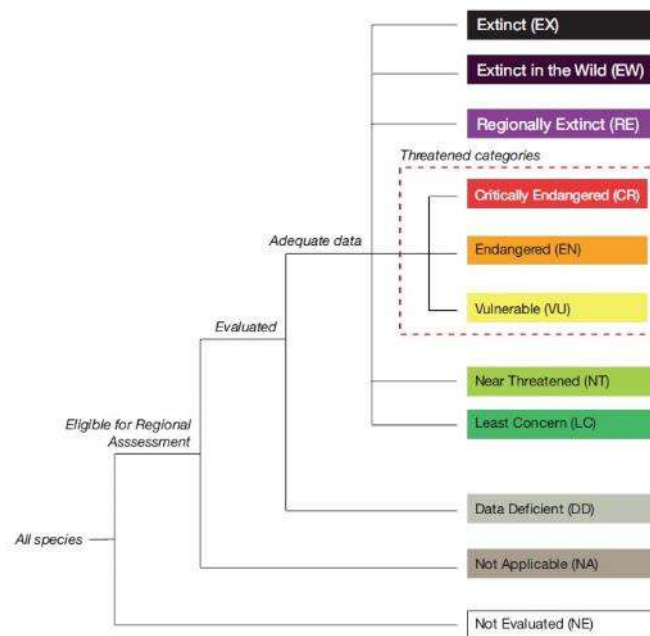 Extinct (EX)
Extinct in the Wild (EW)
Regionally Extinct (RE)
Threatened categories
Critically Endangered (CR)
Adequate data
Endangered (EN)
Vulnerable (VU)
Evaluated
Near Threatened (NT)
Eligible for Regional
Asssessment
Least Concern (LC)
Data Deficient (DD)
All species
Not Applicable (NA)
Not Evaluated (NE)